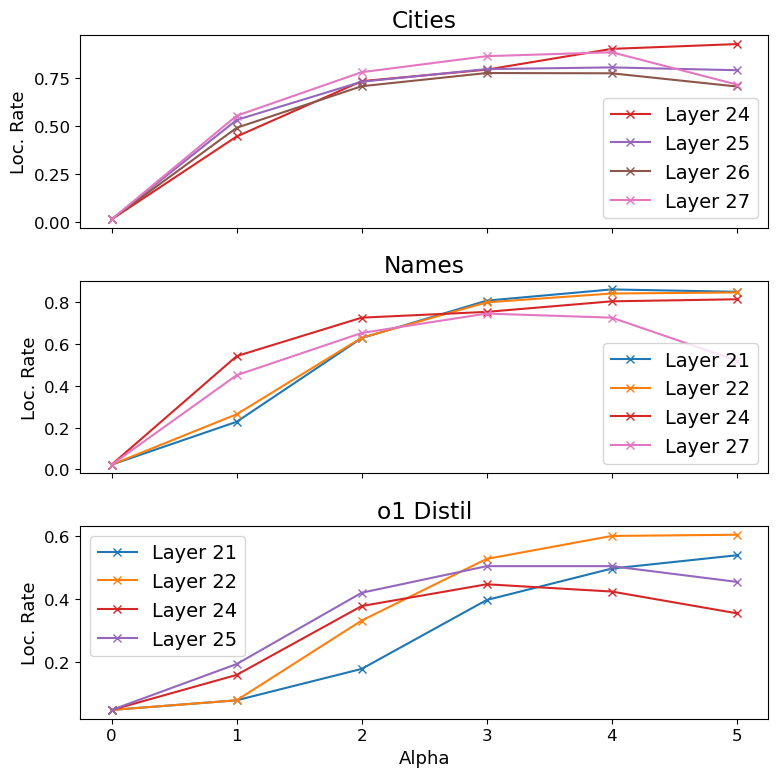 Cities
Loc. Rate
0.75
0.50
0.25
0.00
Layer 24
Layer 25
Layer 26
Layer 27
Names
Loc. Rate
0.8
0.6
0.4
0.2
0.0
Layer 21
Layer 22
Layer 24
Layer 27
o1 Distil
Loc. Rate
0.6
0.4
0.2
Layer 21
Layer 22
Layer 24
Layer 25
0 1 2 3 4 5
Alpha